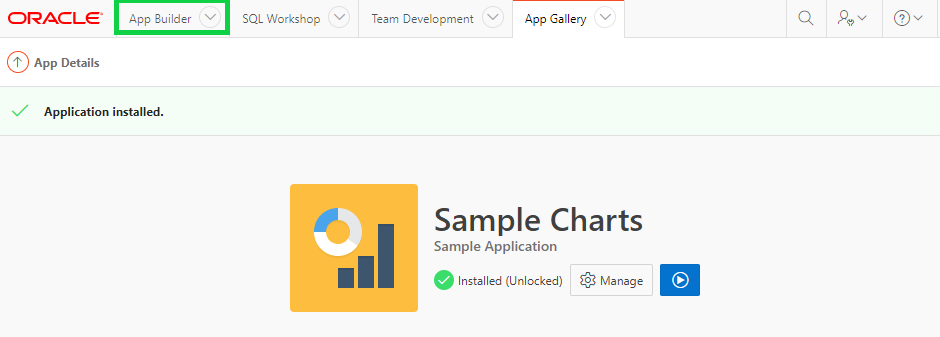 ORACLE App Builder SQL Workshop Team Development App Gallery
App Details
Application installed.
Sample Charts
Sample Application
Installed (Unlocked) Manage